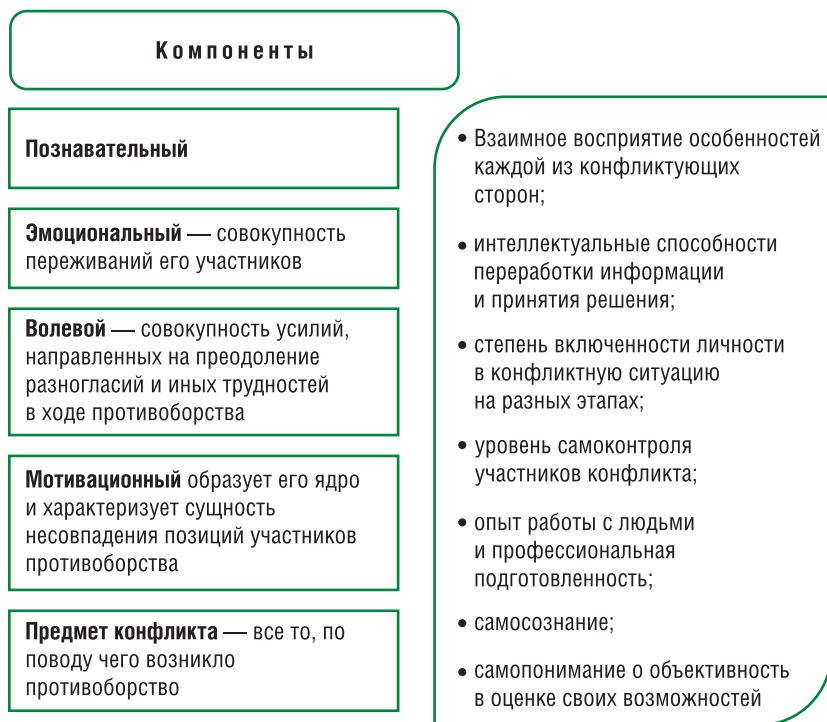 Компоненты
Познавательный
Эмоциональный — совокупность
переживаний его участников
Волевой — совокупность усилий,
направленных на преодоление
разногласий и иных трудностей
в ходе противоборства
Мотивационный образует его ядро
и характеризует сущность
несовпадения позиций участников
противоборства
Предмет конфликта — все то, по
поводу чего возникло
противоборство
• Взаимное восприятие особенностей
каждой из конфликтующих
сторон;
• интеллектуальные способности
переработки информации
и принятия решения;
• степень включенности личности
в конфликтную ситуацию
на разных этапах;
• уровень самоконтроля
участников конфликта;
• опыт работы с людьми
и профессиональная
подготовленность;
• самосознание;
• самопонимание о объективность
в оценке своих возможностей